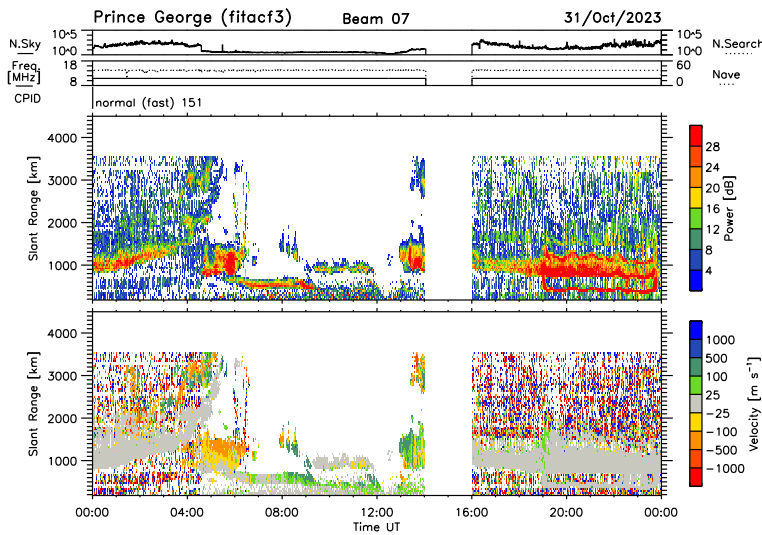 Prince George (fitacf3) Beam 07 31/Oct/2023
N.Sky 10^5 10^0 10^5 10^0 N.Search
Freq. [MHz] 18 8 60 0 Nave
CPID normal (fast) 151
Slant Range [km] 4000 3000 2000 1000
Power [dB] 28 24 20 16 12 8 4
Slant Range [km] 4000 3000 2000 1000
Velocity [m s⁻¹] 1000 500 100 25 -25 -100 -500 -1000
00:00 04:00 08:00 12:00 16:00 20:00 00:00
Time UT